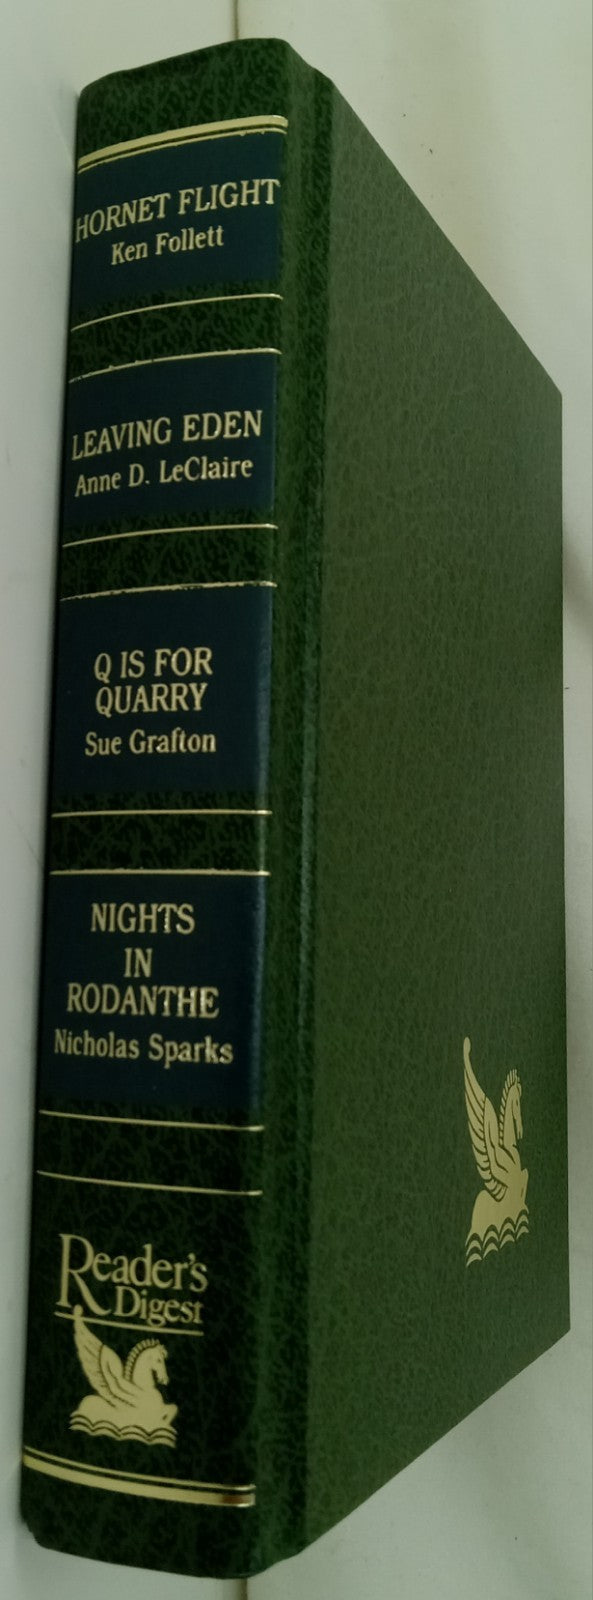 HORNET FLIGHT
Ken Follett
LEAVING EDEN
Anne D. LeClaire
Q IS FOR
QUARRY
Sue Grafton
NIGHTS
IN
RODANTHE
Nicholas Sparks
Reader's
Digest